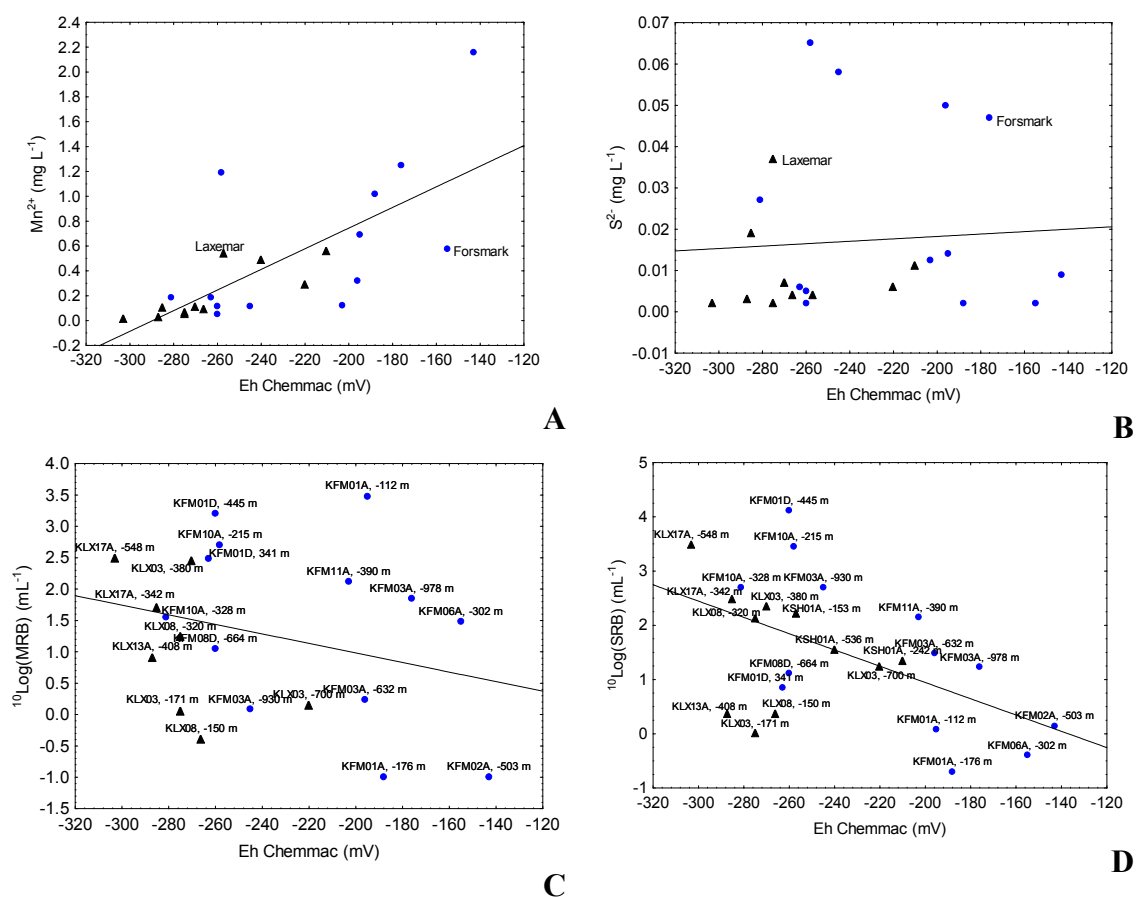 2.4
2.2
2.0
1.8
1.6
1.4
1.2
1.0
0.8
0.6
0.4
0.2
0.0
-0.2
Mn2+ (mg L-1)
Laxemar
Forsmark
-320 -300 -280 -260 -240 -220 -200 -180 -160 -140 -120
Eh Chemmac (mV)
A
0.07
0.06
0.05
0.04
0.03
0.02
0.01
0.00
-0.01
S2- (mg L-1)
Forsmark
Laxemar
-320 -300 -280 -260 -240 -220 -200 -180 -160 -140 -120
Eh Chemmac (mV)
B
4.0
3.5
3.0
2.5
2.0
1.5
1.0
0.5
0.0
-0.5
-1.0
-1.5
10Log(MRB) (mL-1)
KFM01A, -112 m
KFM01D, -445 m
KFM10A, -215 m
KLX17A, -548 m
KFM01D, 341 m
KLX03, -380 m
KFM11A, -390 m
KFM03A, -978 m
KLX17A, -342 m
KFM10A, -328 m
KFM06A, -302 m
KLX08, -320 m
KLX13A, -408 m
KFM08D, -664 m
KLX03, -171 m
KFM03A, -930 m
KLX03, -700 m
KFM03A, -632 m
KLX08, -150 m
KFM01A, -176 m
KFM02A, -503 m
-320 -300 -280 -260 -240 -220 -200 -180 -160 -140 -120
Eh Chemmac (mV)
C
5
4
3
2
1
0
-1
10Log(SRB) (mL-1)
KFM01D, -445 m
KLX17A, -548 m
KFM10A, -215 m
KFM10A, -328 m
KFM03A, -930 m
KLX17A, -342 m
KLX03, -380 m
KLX08, -320 m
KSH01A, -153 m
KFM11A, -390 m
KSH01A, -536 m
KFM03A, -632 m
KSH01A, -242 m
KFM03A, -978 m
KFM08D, -664 m
KLX03, -700 m
KFM01D, 341 m
KLX13A, -408 m
KLX08, -150 m
KLX03, -171 m
KFM01A, -112 m
KFM02A, -503 m
KFM06A, -302 m
KFM01A, -176 m
-320 -300 -280 -260 -240 -220 -200 -180 -160 -140 -120
Eh Chemmac (mV)
D